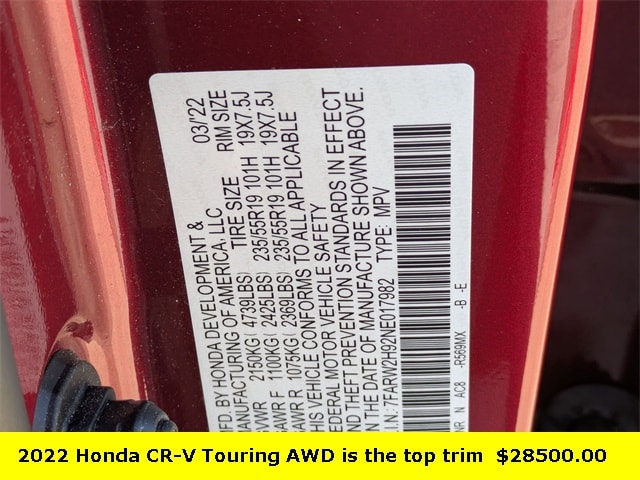 MFD. BY HONDA DEVELOPMENT & 03/'22
MANUFACTURING OF AMERICA, LLC
TIRE SIZE RIM SIZE
GVWR 2150KG( 4739LBS)
GAWR F 1100KG( 2425LBS) 235/55R19 101H 19X7.5J
GAWR R 1075KG( 2369LBS) 235/55R19 101H 19X7.5J
THIS VEHICLE CONFORMS TO ALL APPLICABLE
FEDERAL MOTOR VEHICLE SAFETY
AND THEFT PREVENTION STANDARDS IN EFFECT
ON THE DATE OF MANUFACTURE SHOWN ABOVE.
V.I.N: 7FARW2H92NE017982 TYPE: MPV
NR N AC8 -R569MX -B -E
2022 Honda CR-V Touring AWD is the top trim $28500.00